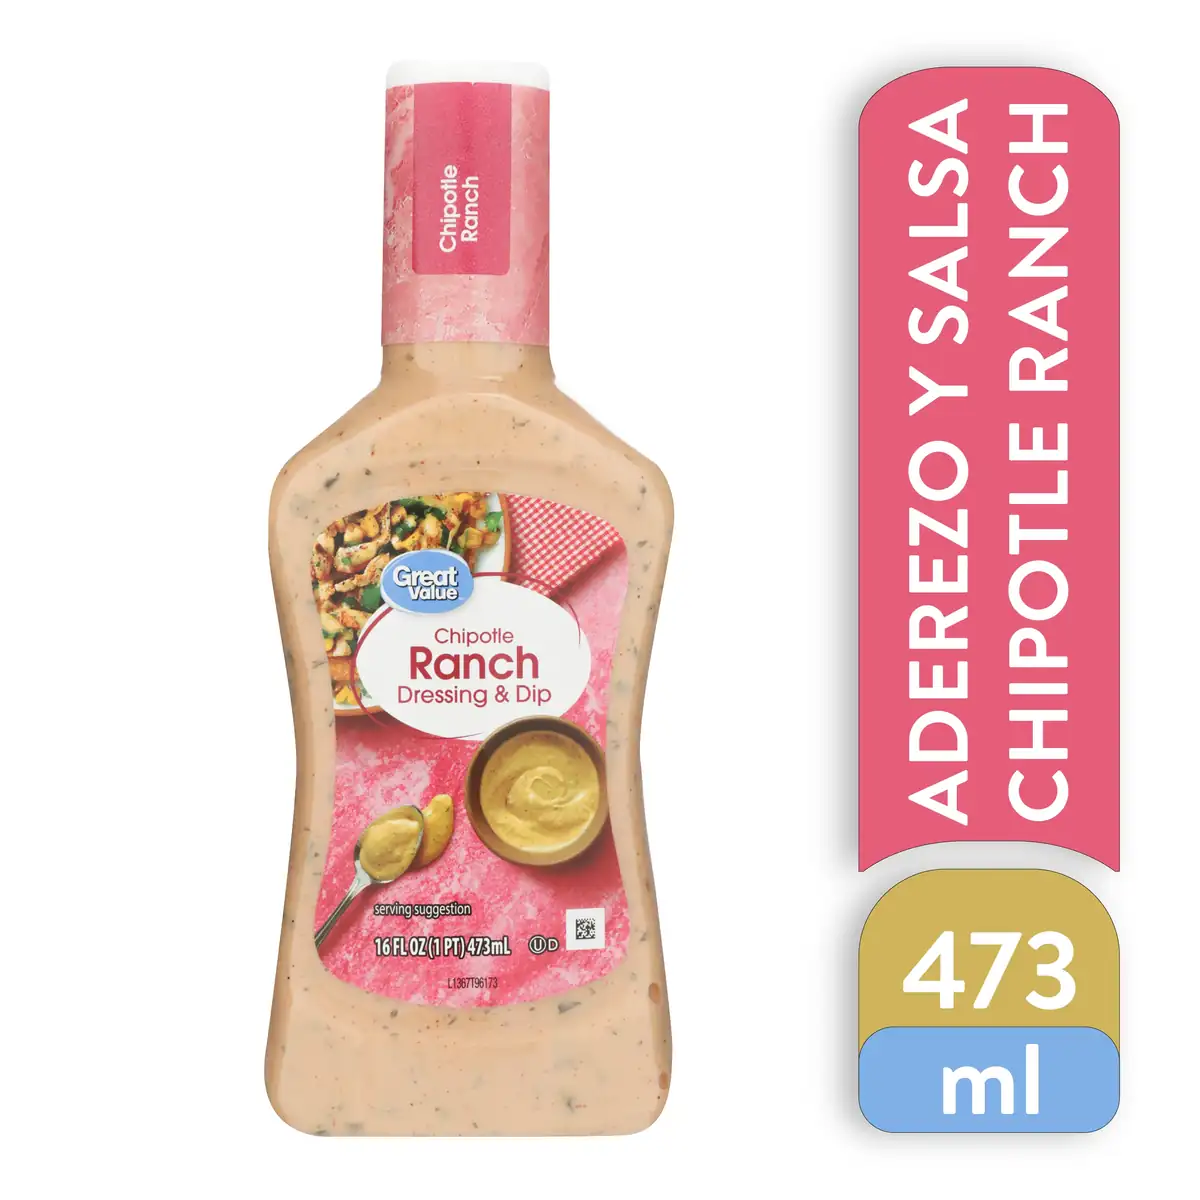 Chipotle
Ranch
Great
Value
Chipotle
Ranch
Dressing & Dip
serving suggestion
16 FL OZ (1 PT) 473mL
U D
L1367T96173
ADEREZO Y SALSA
CHIPOTLE RANCH
473
ml